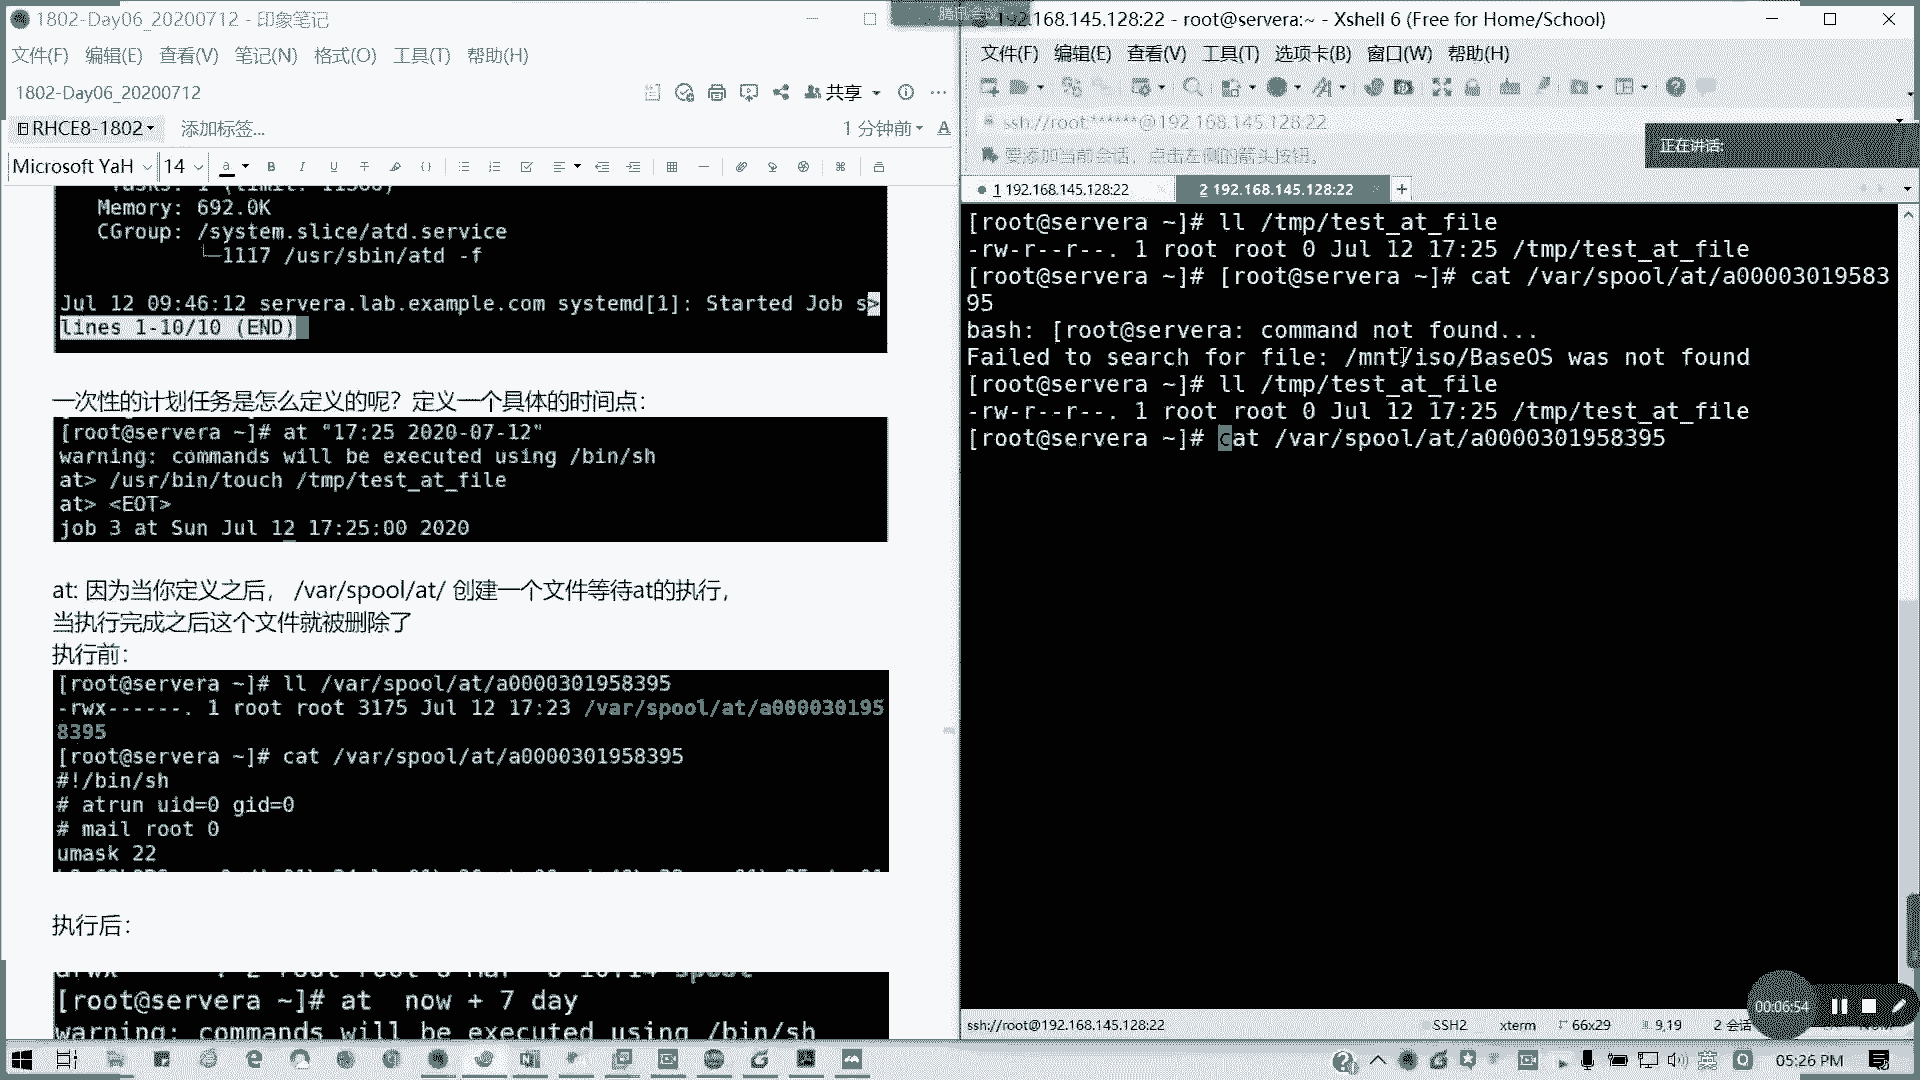 1802-Day06_20200712 - 印象笔记
文件(F) 编辑(E) 查看(V) 笔记(N) 格式(O) 工具(T) 帮助(H)
1802-Day06_20200712
共享
RHCE8-1802
添加标签...
1 分钟前
Microsoft YaH
14
Memory: 692.0K
CGroup: /system.slice/atd.service
└─1117 /usr/sbin/atd -f
Jul 12 09:46:12 servera.lab.example.com systemd[1]: Started Job s>
lines 1-10/10 (END)
一次性的计划任务是怎么定义的呢？定义一个具体的时间点：
[root@servera ~]# at "17:25 2020-07-12"
warning: commands will be executed using /bin/sh
at> /usr/bin/touch /tmp/test_at_file
at> <EOT>
job 3 at Sun Jul 12 17:25:00 2020
at: 因为当你定义之后， /var/spool/at/ 创建一个文件等待at的执行，
当执行完成之后这个文件就被删除了
执行前：
[root@servera ~]# ll /var/spool/at/a0000301958395
-rwx------. 1 root root 3175 Jul 12 17:23 /var/spool/at/a000030195
8395
[root@servera ~]# cat /var/spool/at/a0000301958395
#!/bin/sh
# atrun uid=0 gid=0
# mail root 0
umask 22
执行后：
[root@servera ~]# at  now + 7 day
warning: commands will be executed using /bin/sh
腾讯会议
192.168.145.128:22 - root@servera:~ - Xshell 6 (Free for Home/School)
文件(F) 编辑(E) 查看(V) 工具(T) 选项卡(B) 窗口(W) 帮助(H)
ssh://root:******@192.168.145.128:22
要添加当前会话，点击左侧的箭头按钮。
正在讲话:
1 192.168.145.128:22
2 192.168.145.128:22
[root@servera ~]# ll /tmp/test_at_file
-rw-r--r--. 1 root root 0 Jul 12 17:25 /tmp/test_at_file
[root@servera ~]# [root@servera ~]# cat /var/spool/at/a00003019583
95
bash: [root@servera: command not found...
Failed to search for file: /mnt/iso/BaseOS was not found
[root@servera ~]# ll /tmp/test_at_file
-rw-r--r--. 1 root root 0 Jul 12 17:25 /tmp/test_at_file
[root@servera ~]# cat /var/spool/at/a0000301958395
00:06:54
ssh://root@192.168.145.128:22
SSH2
xterm
66x29
9,19
2 会话
05:26 PM